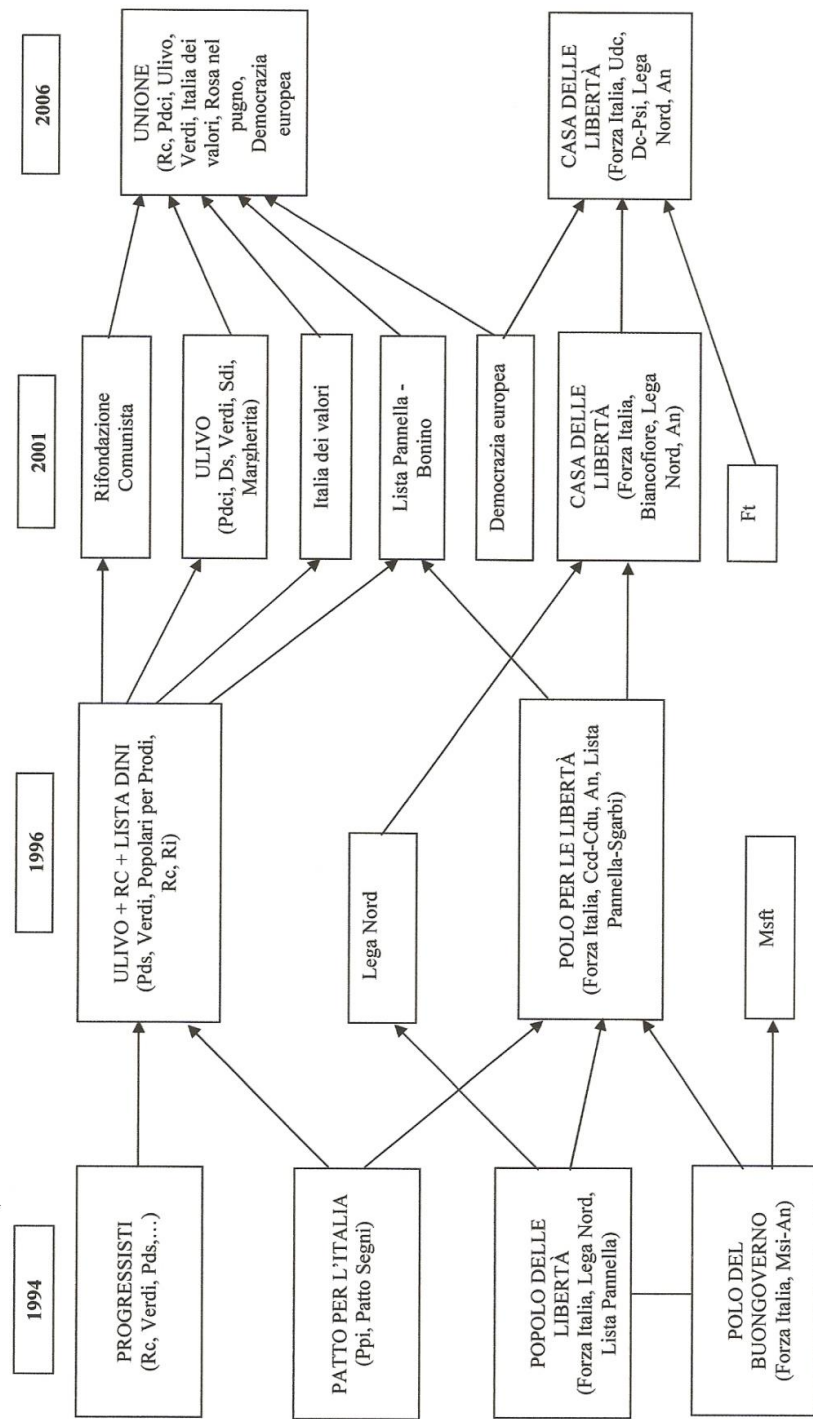 1994
1996
2001
2006
PROGRESSISTI
(Rc, Verdi, Pds,…)
PATTO PER L'ITALIA
(Ppi, Patto Segni)
POPOLO DELLE
LIBERTÀ
(Forza Italia, Lega Nord,
Lista Pannella)
POLO DEL
BUONGOVERNO
(Forza Italia, Msi-An)
ULIVO + RC + LISTA DINI
(Pds, Verdi, Popolari per Prodi,
Rc, Ri)
Lega Nord
POLO PER LE LIBERTÀ
(Forza Italia, Ccd-Cdu, An, Lista
Pannella-Sgarbi)
Msft
Rifondazione
Comunista
ULIVO
(Pdci, Ds, Verdi, Sdi,
Margherita)
Italia dei valori
Lista Pannella -
Bonino
Democrazia europea
CASA DELLE
LIBERTÀ
(Forza Italia,
Biancofiore, Lega
Nord, An)
Ft
UNIONE
(Rc, Pdci, Ulivo,
Verdi, Italia dei
valori, Rosa nel
pugno,
Democrazia
europea
CASA DELLE
LIBERTÀ
(Forza Italia, Udc,
Dc-Psi, Lega
Nord, An)